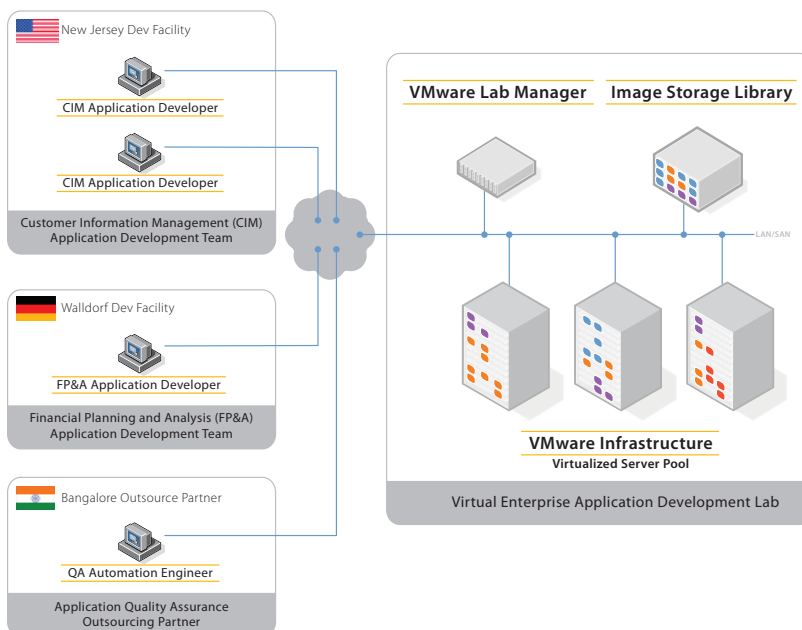 New Jersey Dev Facility
CIM Application Developer
CIM Application Developer
Customer Information Management (CIM)
Application Development Team
Walldorf Dev Facility
FP&A Application Developer
Financial Planning and Analysis (FP&A)
Application Development Team
Bangalore Outsource Partner
QA Automation Engineer
Application Quality Assurance
Outsourcing Partner
VMware Lab Manager
Image Storage Library
LAN/SAN
VMware Infrastructure
Virtualized Server Pool
Virtual Enterprise Application Development Lab